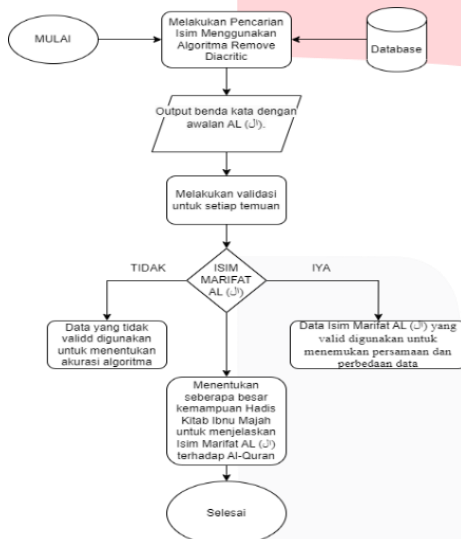 MULAI
Melakukan Pencarian
Isim Menggunakan
Algoritma Remove
Diacritic
Database
Output benda kata dengan
awalan AL (ال).
Melakukan validasi
untuk setiap temuan
TIDAK
ISIM
MARIFAT
AL (ال)
IYA
Data yang tidak
validd digunakan
untuk menentukan
akurasi algoritma
Data Isim Marifat AL (ال) yang
valid digunakan untuk
menemukan persamaan dan
perbedaan data
Menentukan
seberapa besar
kemampuan Hadis
Kitab Ibnu Majah
untuk menjelaskan
Isim Marifat AL (ال)
terhadap Al-Quran
Selesai